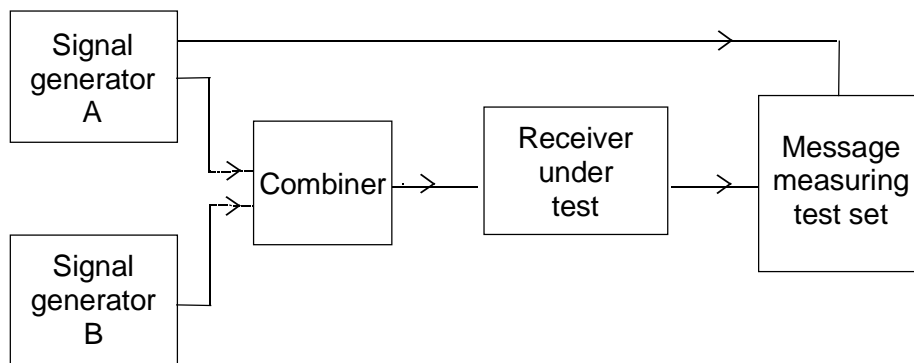 Signal
generator
A
Combiner
Receiver
under
test
Message
measuring
test set
Signal
generator
B